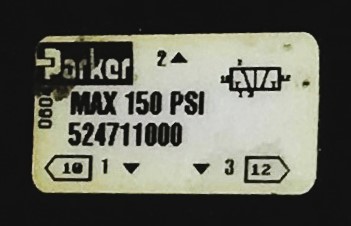 Parker 2▲
MAX 150 PSI
524711000
10 1 ▼ ▼ 3 12